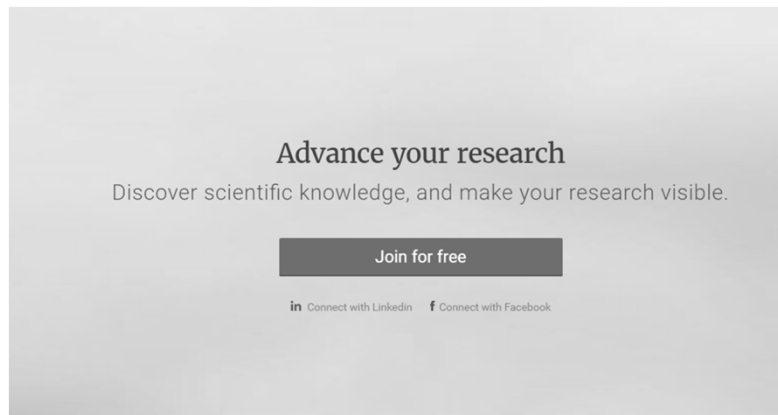 Advance your research
Discover scientific knowledge, and make your research visible.
Join for free
in Connect with Linkedin f Connect with Facebook